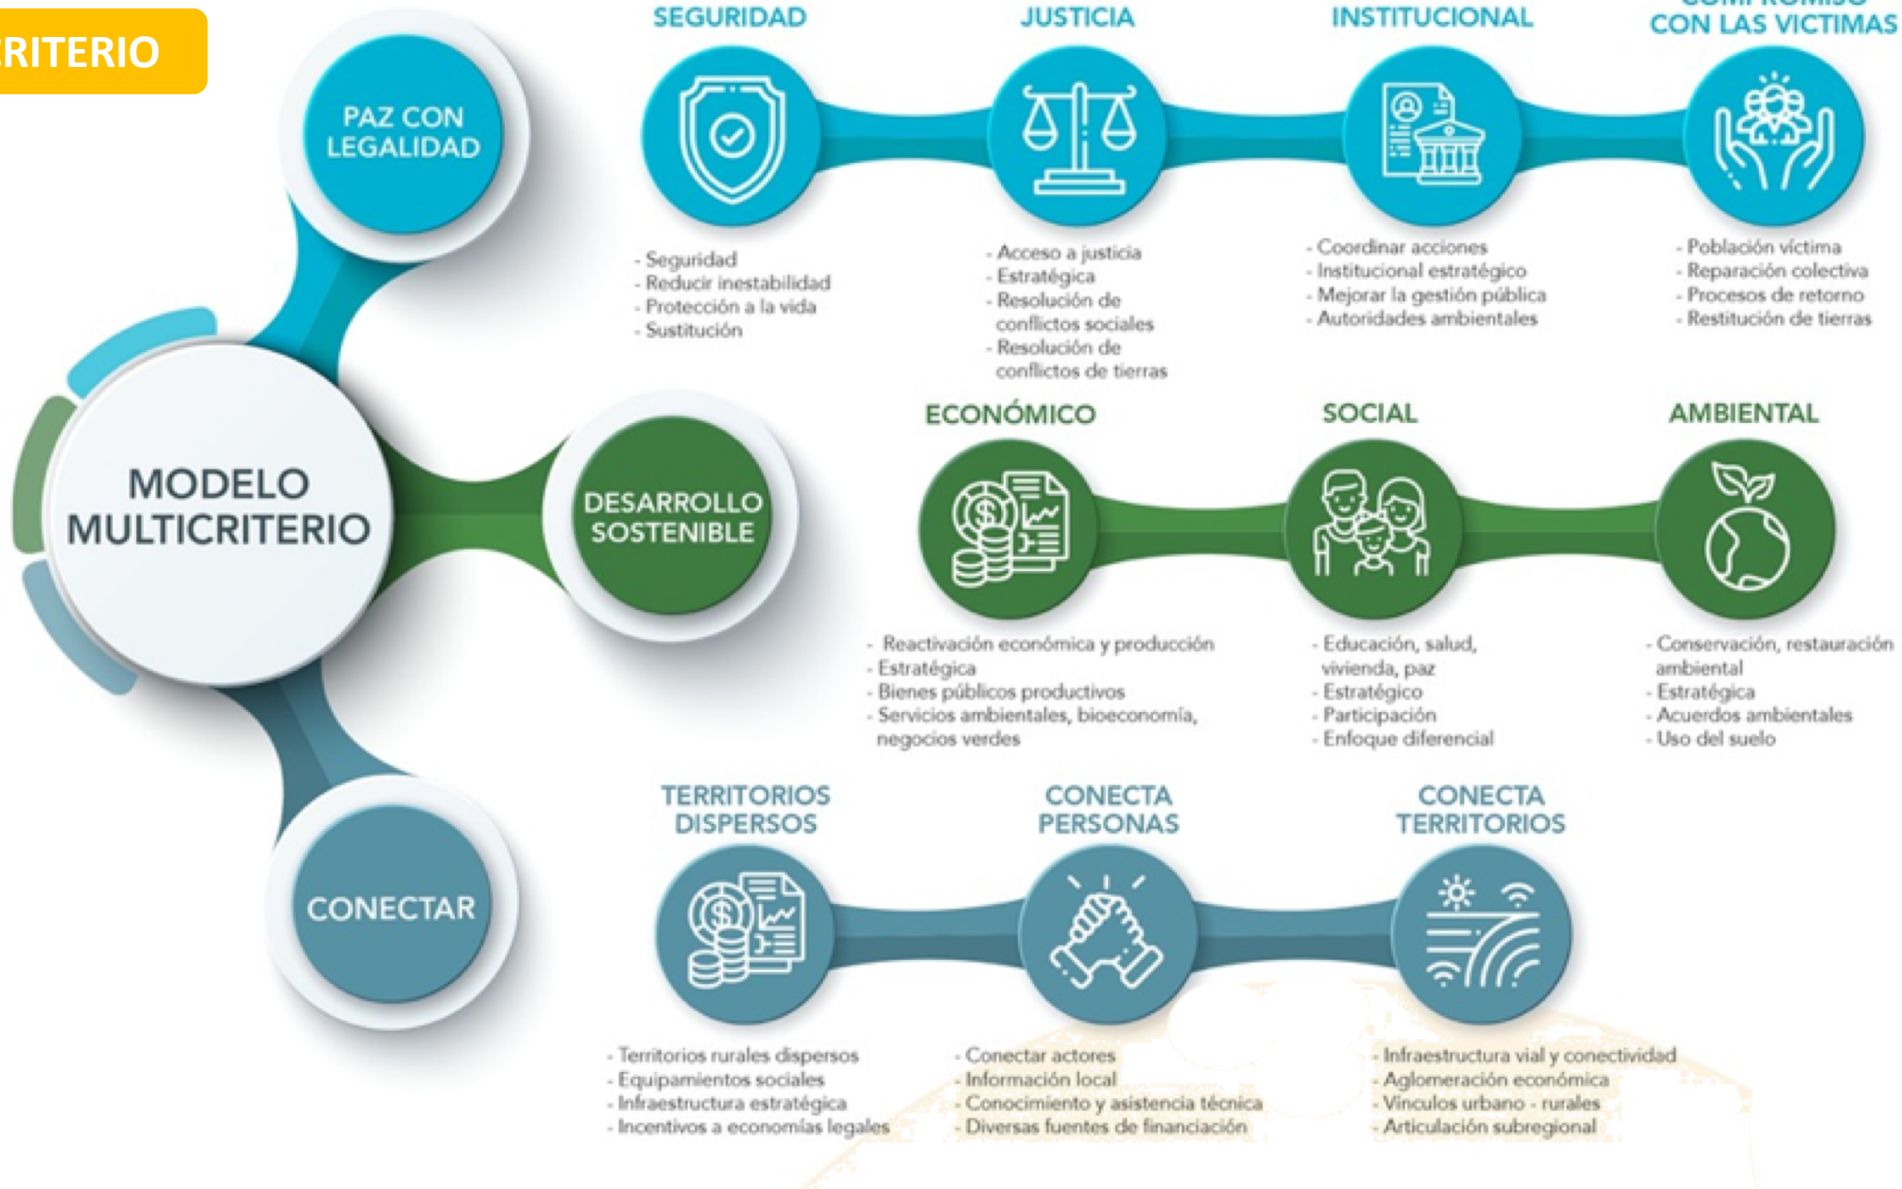 CRITERIO
PAZ CON
LEGALIDAD
MODELO
MULTICRITERIO
DESARROLLO
SOSTENIBLE
CONECTAR
SEGURIDAD
- Seguridad
- Reducir inestabilidad
- Protección a la vida
- Sustitución
JUSTICIA
- Acceso a justicia
- Estratégica
- Resolución de
conflictos sociales
- Resolución de
conflictos de tierras
INSTITUCIONAL
- Coordinar acciones
- Institucional estratégico
- Mejorar la gestión pública
- Autoridades ambientales
COMPROMISO
CON LAS VICTIMAS
- Población víctima
- Reparación colectiva
- Procesos de retorno
- Restitución de tierras
ECONÓMICO
- Reactivación económica y producción
- Estratégica
- Bienes públicos productivos
- Servicios ambientales, bioeconomía,
negocios verdes
SOCIAL
- Educación, salud,
vivienda, paz
- Estratégico
- Participación
- Enfoque diferencial
AMBIENTAL
- Conservación, restauración
ambiental
- Estratégica
- Acuerdos ambientales
- Uso del suelo
TERRITORIOS
DISPERSOS
- Territorios rurales dispersos
- Equipamientos sociales
- Infraestructura estratégica
- Incentivos a economías legales
CONECTA
PERSONAS
- Conectar actores
- Información local
- Conocimiento y asistencia técnica
- Diversas fuentes de financiación
CONECTA
TERRITORIOS
- Infraestructura vial y conectividad
- Aglomeración económica
- Vínculos urbano - rurales
- Articulación subregional